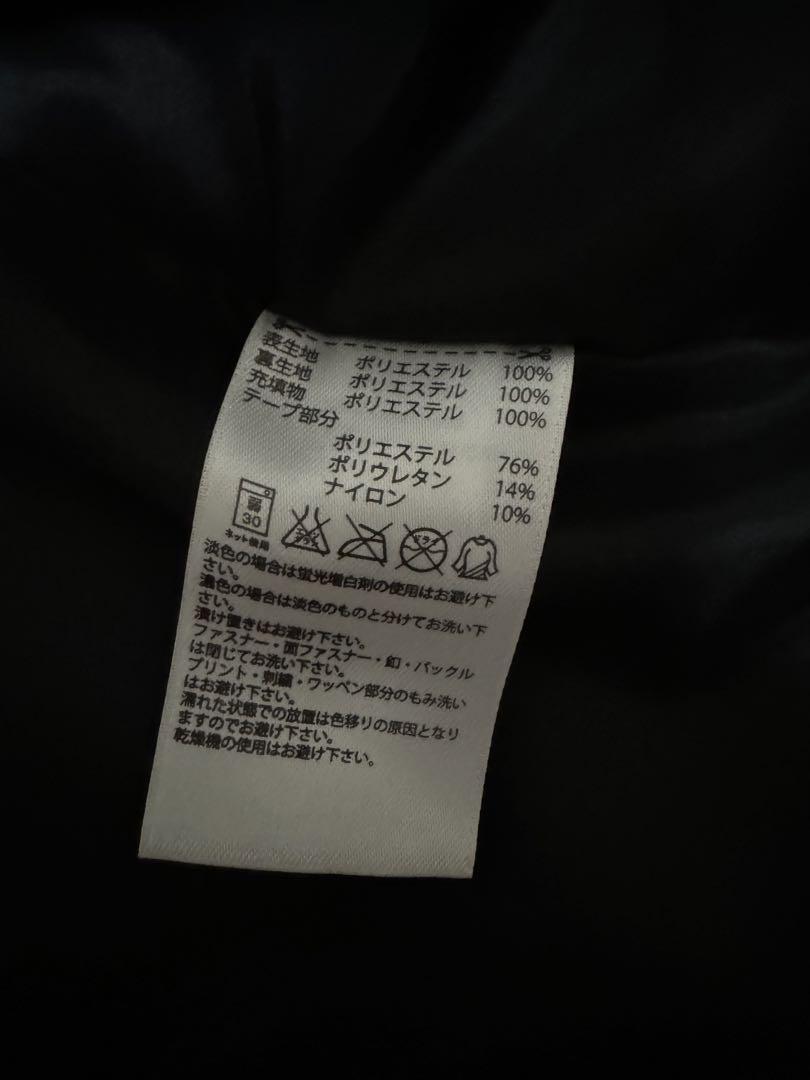 表生地 ポリエステル 100%
裏生地 ポリエステル 100%
充填物 ポリエステル 100%
テープ部分
ポリエステル 76%
ポリウレタン 14%
ナイロン 10%
弱 30 エンソサラシ ドライ
ネット使用
淡色の場合は蛍光増白剤の使用はお避け下
さい。
濃色の場合は淡色のものと分けてお洗い下
さい。
漬け置きはお避け下さい。
ファスナー・面ファスナー・釦・バックル
は閉じてお洗い下さい。
プリント・刺繍・ワッペン部分のもみ洗い
はお避け下さい。
濡れた状態での放置は色移りの原因となり
ますのでお避け下さい。
乾燥機の使用はお避け下さい。